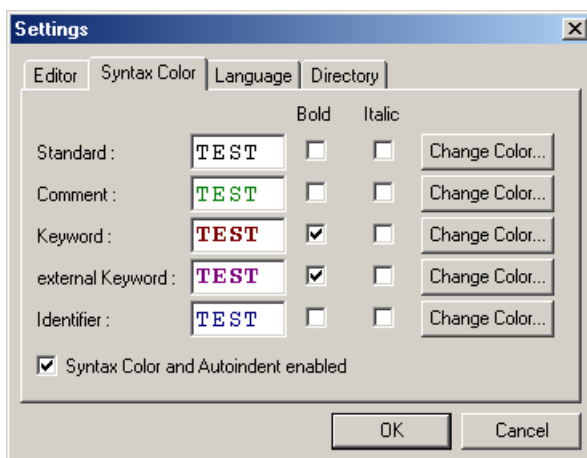 Settings
Editor Syntax Color Language Directory
Bold Italic
Standard : TEST Change Color...
Comment : TEST Change Color...
Keyword : TEST Change Color...
external Keyword : TEST Change Color...
Identifier : TEST Change Color...
Syntax Color and Autoindent enabled
OK Cancel